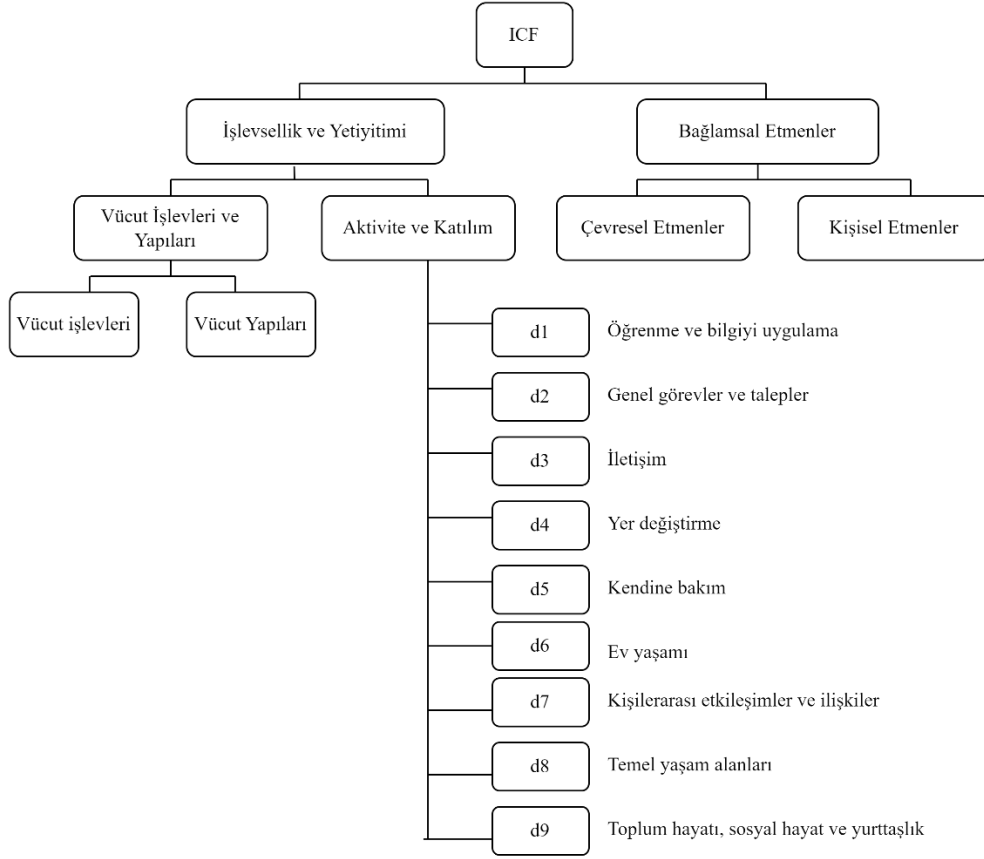 ICF
İşlevsellik ve Yetiyitimi
Bağlamsal Etmenler
Vücut İşlevleri ve
Yapıları
Aktivite ve Katılım
Çevresel Etmenler
Kişisel Etmenler
Vücut işlevleri
Vücut Yapıları
d1 Öğrenme ve bilgiyi uygulama
d2 Genel görevler ve talepler
d3 İletişim
d4 Yer değiştirme
d5 Kendine bakım
d6 Ev yaşamı
d7 Kişilerarası etkileşimler ve ilişkiler
d8 Temel yaşam alanları
d9 Toplum hayatı, sosyal hayat ve yurttaşlık